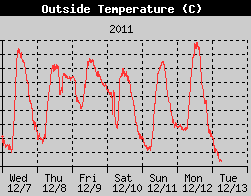 Outside Temperature (C)
2011
Wed Thu Fri Sat Sun Mon Tue
12/7 12/8 12/9 12/10 12/11 12/12 12/13